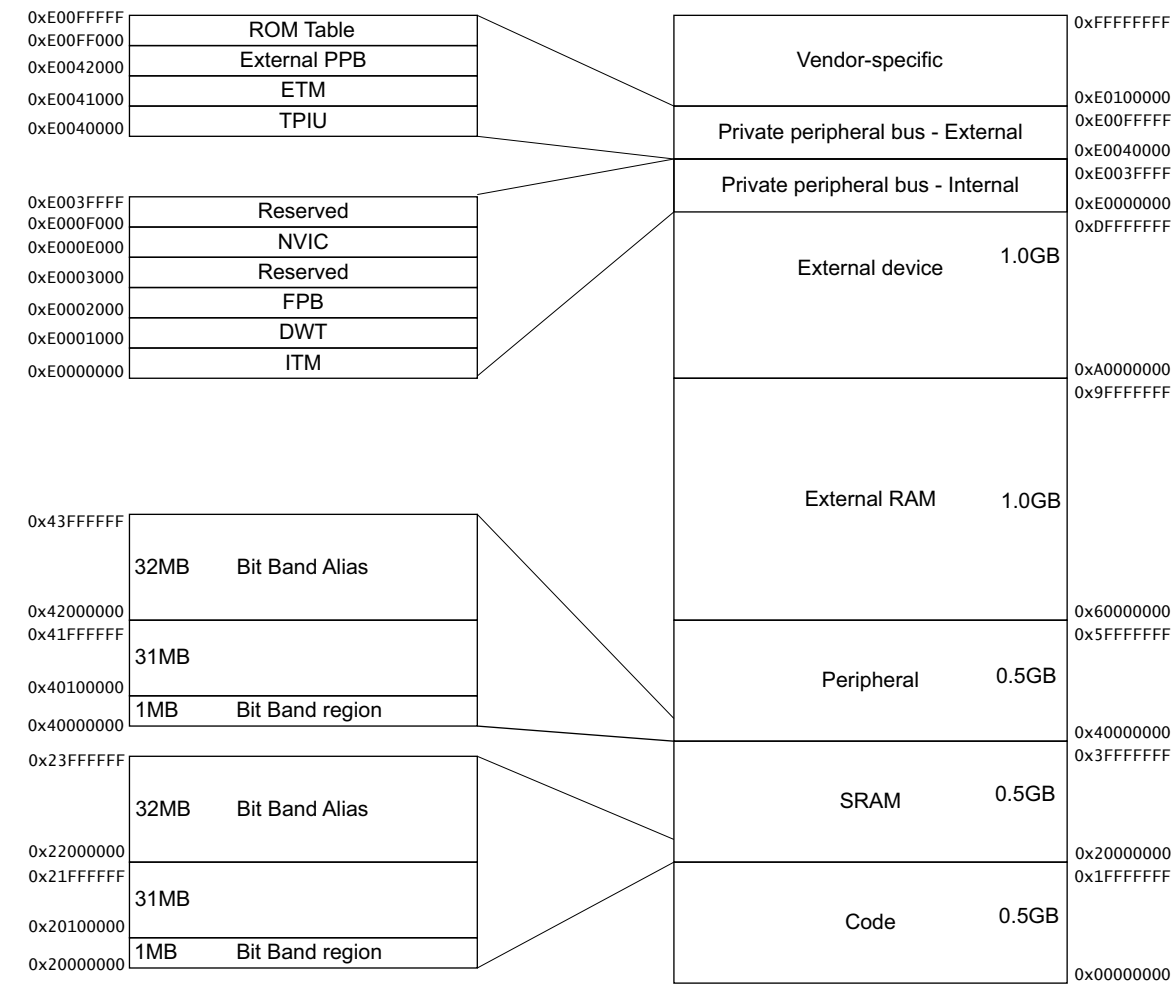 0xE00FFFFF
ROM Table
0xE00FF000
External PPB
0xE0042000
ETM
0xE0041000
TPIU
0xE0040000
0xE003FFFF
Reserved
0xE000F000
NVIC
0xE000E000
Reserved
0xE0003000
FPB
0xE0002000
DWT
0xE0001000
ITM
0xE0000000
0x43FFFFFF
32MB Bit Band Alias
0x42000000
0x41FFFFFF
31MB
0x40100000
1MB Bit Band region
0x40000000
0x23FFFFFF
32MB Bit Band Alias
0x22000000
0x21FFFFFF
31MB
0x20100000
1MB Bit Band region
0x20000000
0xFFFFFFFF
Vendor-specific
0xE0100000
0xE00FFFFF
Private peripheral bus - External
0xE0040000
0xE003FFFF
Private peripheral bus - Internal
0xE0000000
0xDFFFFFFF
External device 1.0GB
0xA0000000
0x9FFFFFFF
External RAM 1.0GB
0x60000000
0x5FFFFFFF
Peripheral 0.5GB
0x40000000
0x3FFFFFFF
SRAM 0.5GB
0x20000000
0x1FFFFFFF
Code 0.5GB
0x00000000